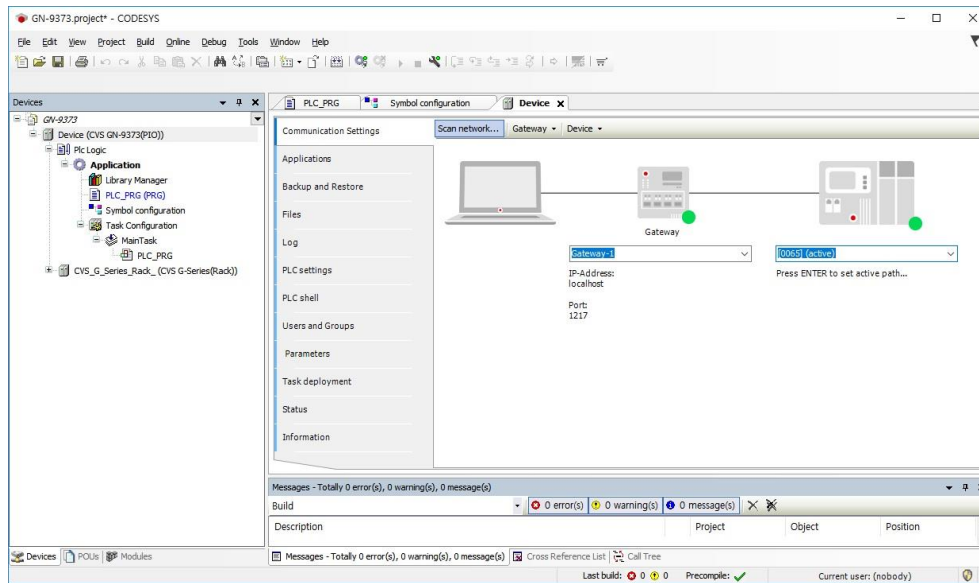 GN-9373.project* - CODESYS
File Edit View Project Build Online Debug Tools Window Help
Devices
GN-9373
Device (CVS GN-9373(PIO))
Plc Logic
Application
Library Manager
PLC_PRG (PRG)
Symbol configuration
Task Configuration
MainTask
PLC_PRG
CVS_G_Series_Rack_ (CVS G-Series(Rack))
PLC_PRG Symbol configuration Device
Communication Settings
Applications
Backup and Restore
Files
Log
PLC settings
PLC shell
Users and Groups
Parameters
Task deployment
Status
Information
Scan network... Gateway Device
Gateway
Gateway-1
IP-Address:
localhost
Port:
1217
[0065] (active)
Press ENTER to set active path...
Messages - Totally 0 error(s), 0 warning(s), 0 message(s)
Build 0 error(s) 0 warning(s) 0 message(s)
Description Project Object Position
Devices POUs Modules
Messages - Totally 0 error(s), 0 warning(s), 0 message(s) Cross Reference List Call Tree
Last build: 0 0 Precompile: Current user: (nobody)